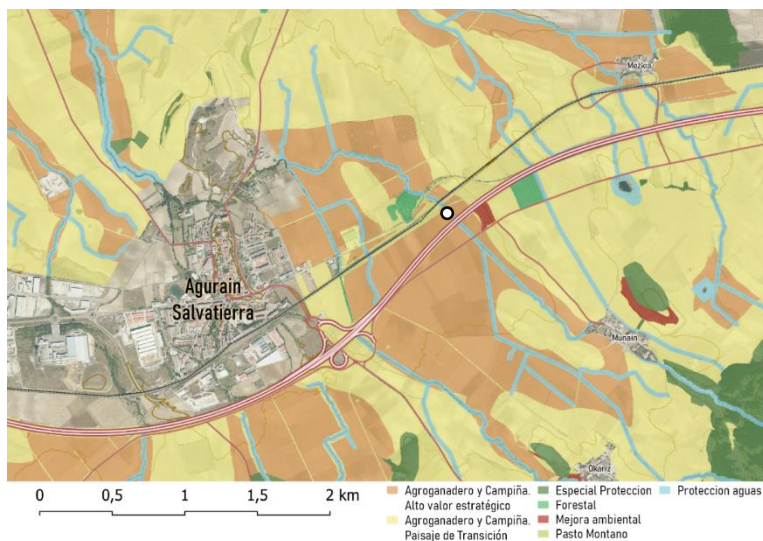 Mezkia
Agurain
Salvatierra
Munain
Okariz
0 0,5 1 1,5 2 km
Agroganadero y Campiña.
Alto valor estratégico
Agroganadero y Campiña.
Paisaje de Transición
Especial Proteccion
Forestal
Mejora ambiental
Pasto Montano
Proteccion aguas